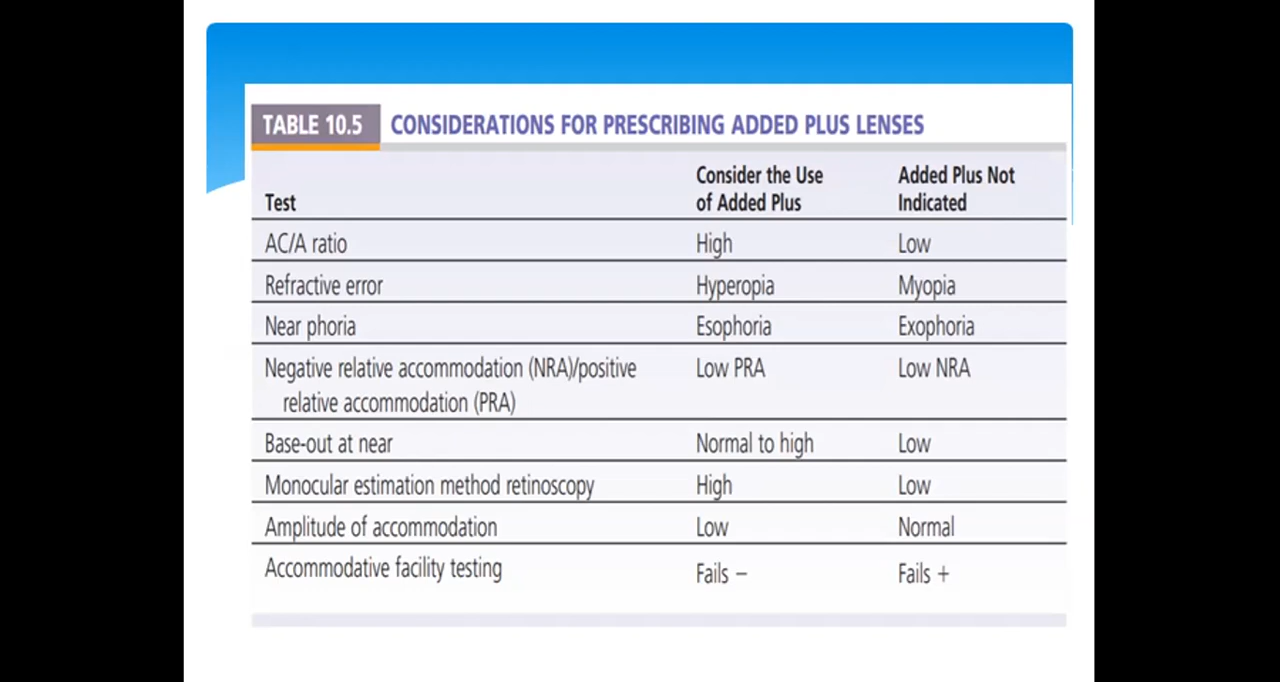 TABLE 10.5 CONSIDERATIONS FOR PRESCRIBING ADDED PLUS LENSES
Test Consider the Use of Added Plus Added Plus Not Indicated
AC/A ratio High Low
Refractive error Hyperopia Myopia
Near phoria Esophoria Exophoria
Negative relative accommodation (NRA)/positive Low PRA Low NRA
relative accommodation (PRA)
Base-out at near Normal to high Low
Monocular estimation method retinoscopy High Low
Amplitude of accommodation Low Normal
Accommodative facility testing Fails − Fails +